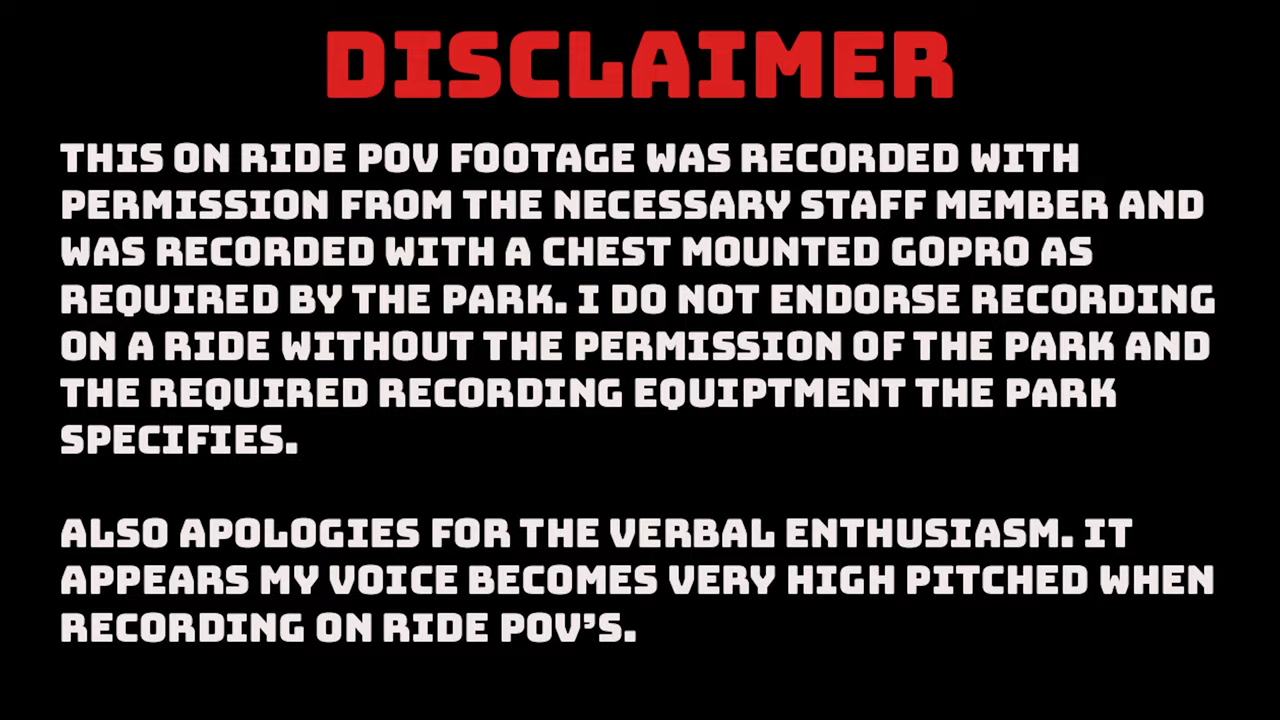 DISCLAIMER
THIS ON RIDE POV FOOTAGE WAS RECORDED WITH
PERMISSION FROM THE NECESSARY STAFF MEMBER AND
WAS RECORDED WITH A CHEST MOUNTED GOPRO AS
REQUIRED BY THE PARK. I DO NOT ENDORSE RECORDING
ON A RIDE WITHOUT THE PERMISSION OF THE PARK AND
THE REQUIRED RECORDING EQUIPTMENT THE PARK
SPECIFIES.
ALSO APOLOGIES FOR THE VERBAL ENTHUSIASM. IT
APPEARS MY VOICE BECOMES VERY HIGH PITCHED WHEN
RECORDING ON RIDE POV'S.